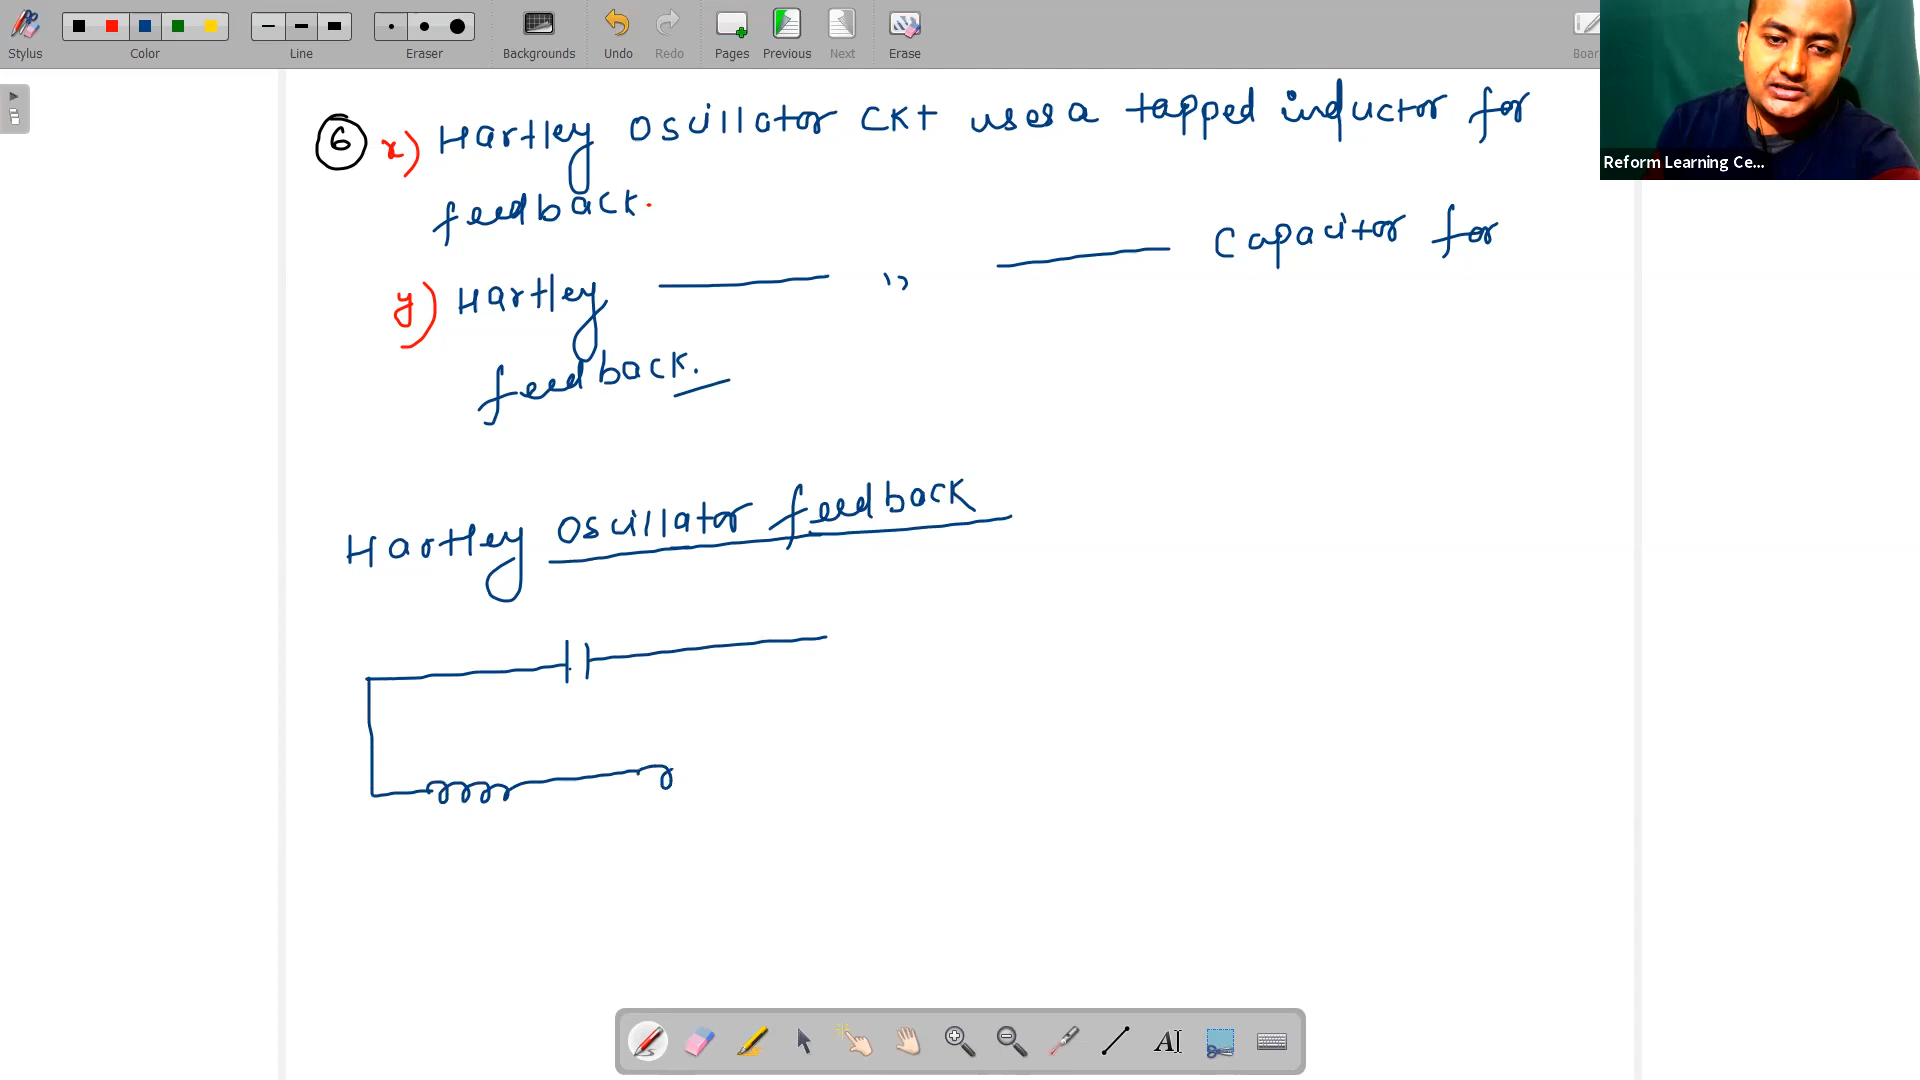 Stylus
Color
Line
Eraser
Backgrounds
Undo
Redo
Pages
Previous
Next
Erase
Boar
Reform Learning Ce...
6 x) Hartley Oscillator CKt uses a tapped inductor for
feedback.
y) Hartley ——— ,, ——— Capacitor for
feedback.
Hartley Oscillator feedback